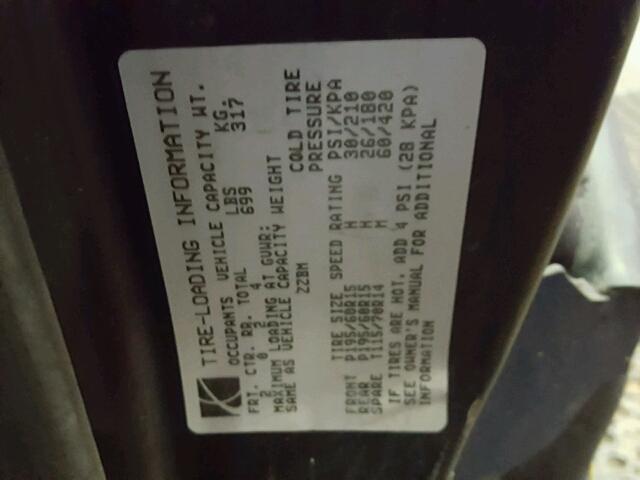 TIRE-LOADING INFORMATION
OCCUPANTS VEHICLE CAPACITY WT.
FRT. CTR. RR. TOTAL LBS KG.
2 0 2 4 699 317
MAXIMUM LOADING AT GVWR:
SAME AS VEHICLE CAPACITY WEIGHT
ZZBM COLD TIRE
PRESSURE
TIRE SIZE SPEED RATING PSI/KPA
FRONT P195/60R15 H 30/210
REAR P195/60R15 H 26/180
SPARE T115/70R14 M 60/420
IF TIRES ARE HOT, ADD 4 PSI (28 KPA)
SEE OWNER'S MANUAL FOR ADDITIONAL
INFORMATION